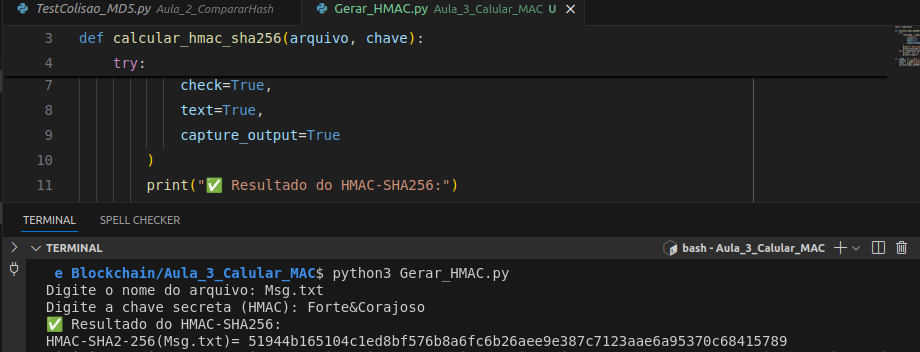 TestColisao_MD5.py Aula_2_CompararHash
Gerar_HMAC.py Aula_3_Calular_MAC U
3 def calcular_hmac_sha256(arquivo, chave):
4 try:
7 check=True,
8 text=True,
9 capture_output=True
10 )
11 print("✅ Resultado do HMAC-SHA256:")
TERMINAL SPELL CHECKER
TERMINAL bash - Aula_3_Calular_MAC
e Blockchain/Aula_3_Calular_MAC$ python3 Gerar_HMAC.py
Digite o nome do arquivo: Msg.txt
Digite a chave secreta (HMAC): Forte&Corajoso
✅ Resultado do HMAC-SHA256:
HMAC-SHA2-256(Msg.txt)= 51944b165104c1ed8bf576b8a6fc6b26aee9e387c7123aae6a95370c68415789